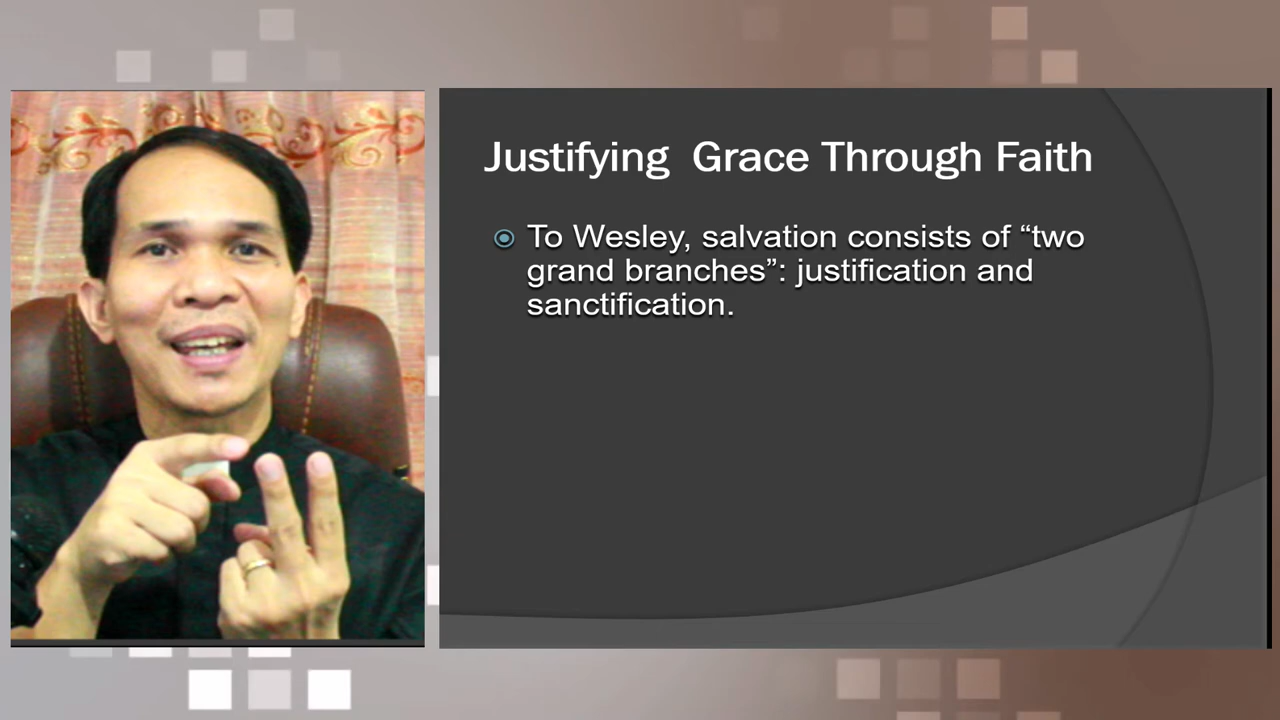 Justifying  Grace Through Faith
To Wesley, salvation consists of “two
grand branches”: justification and
sanctification.